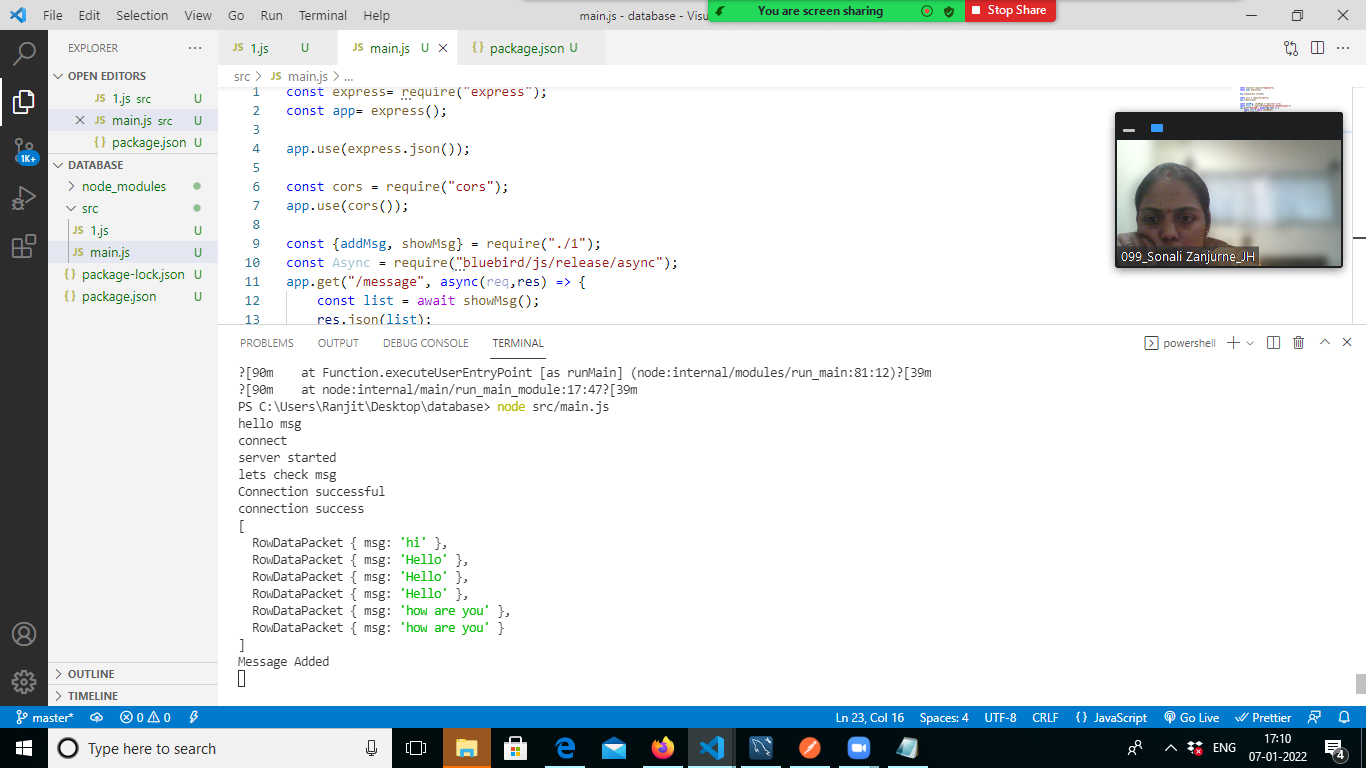 File Edit Selection View Go Run Terminal Help
main.js - database - Visu
You are screen sharing
Stop Share
EXPLORER
OPEN EDITORS
JS 1.js src U
JS main.js src U
{} package.json U
DATABASE
node_modules
src
JS 1.js U
JS main.js U
{} package-lock.json U
{} package.json U
OUTLINE
TIMELINE
1K+
JS 1.js U
JS main.js U
{} package.json U
src > JS main.js > ...
1 const express= require("express");
2 const app= express();
3
4 app.use(express.json());
5
6 const cors = require("cors");
7 app.use(cors());
8
9 const {addMsg, showMsg} = require("./1");
10 const Async = require("bluebird/js/release/async");
11 app.get("/message", async(req,res) => {
12 const list = await showMsg();
13 res.json(list);
099_Sonali Zanjurne_JH
PROBLEMS OUTPUT DEBUG CONSOLE TERMINAL
powershell
?[90m    at Function.executeUserEntryPoint [as runMain] (node:internal/modules/run_main:81:12)?[39m
?[90m    at node:internal/main/run_main_module:17:47?[39m
PS C:\Users\Ranjit\Desktop\database> node src/main.js
hello msg
connect
server started
lets check msg
Connection successful
connection success
[
  RowDataPacket { msg: 'hi' },
  RowDataPacket { msg: 'Hello' },
  RowDataPacket { msg: 'Hello' },
  RowDataPacket { msg: 'Hello' },
  RowDataPacket { msg: 'how are you' },
  RowDataPacket { msg: 'how are you' }
]
Message Added
master* 0 0
Ln 23, Col 16 Spaces: 4 UTF-8 CRLF {} JavaScript Go Live Prettier
Type here to search
ENG
17:10
07-01-2022
4